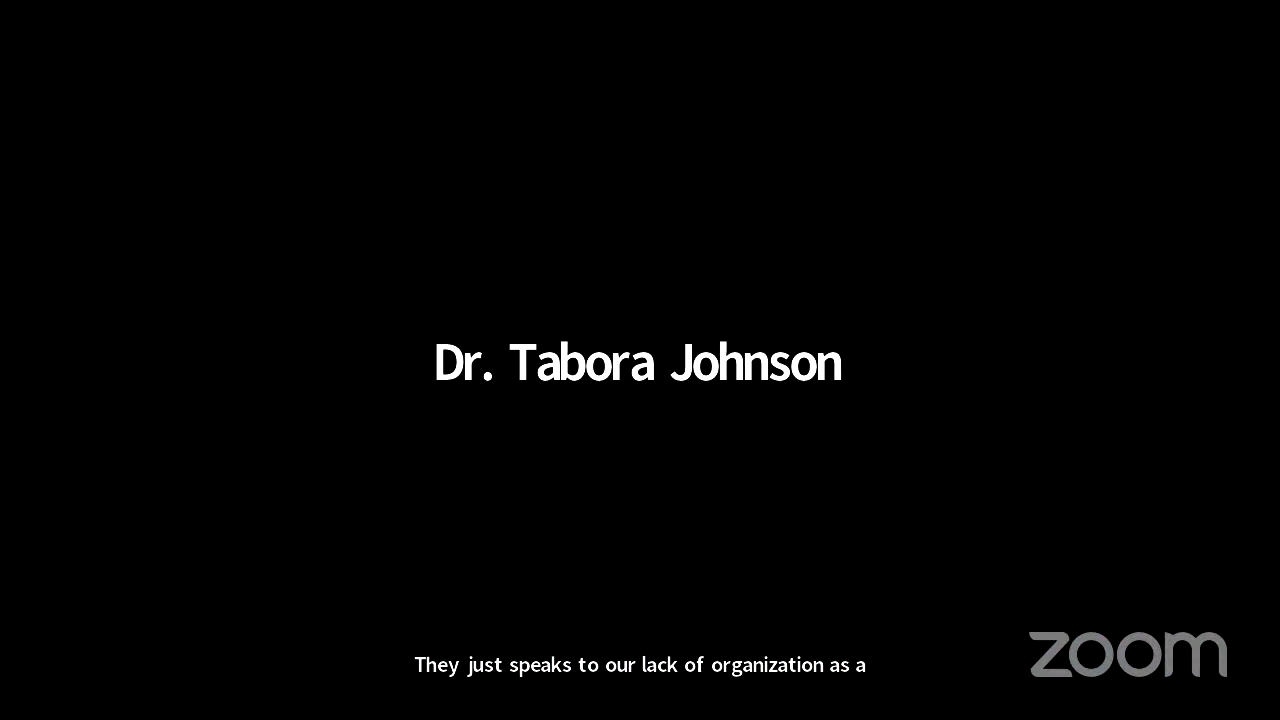 Dr. Tabora Johnson
They just speaks to our lack of organization as a
zoom